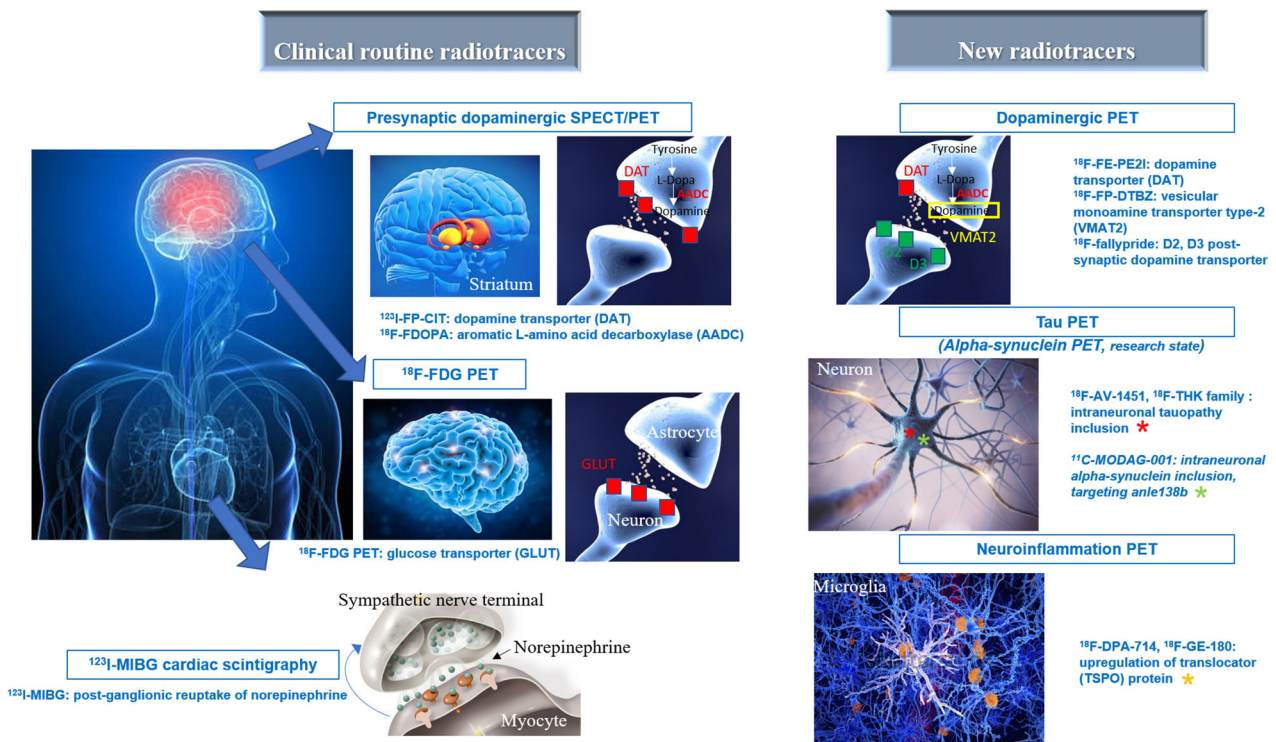 Clinical routine radiotracers
Presynaptic dopaminergic SPECT/PET
Striatum
Tyrosine
DAT
L-Dopa
AADC
Dopamine
¹²³I-FP-CIT: dopamine transporter (DAT)
¹⁸F-FDOPA: aromatic L-amino acid decarboxylase (AADC)
¹⁸F-FDG PET
Astrocyte
GLUT
Neuron
¹⁸F-FDG PET: glucose transporter (GLUT)
Sympathetic nerve terminal
Norepinephrine
¹²³I-MIBG cardiac scintigraphy
¹²³I-MIBG: post-ganglionic reuptake of norepinephrine
Myocyte
New radiotracers
Dopaminergic PET
Tyrosine
DAT
L-Dopa
AADC
Dopamine
VMAT2
D2
D3
¹⁸F-FE-PE2I: dopamine
transporter (DAT)
¹⁸F-FP-DTBZ: vesicular
monoamine transporter type-2
(VMAT2)
¹⁸F-fallypride: D2, D3 post-
synaptic dopamine transporter
Tau PET
(Alpha-synuclein PET, research state)
Neuron
¹⁸F-AV-1451, ¹⁸F-THK family :
intraneuronal tauopathy
inclusion *
¹¹C-MODAG-001: intraneuronal
alpha-synuclein inclusion,
targeting anle138b *
Neuroinflammation PET
Microglia
¹⁸F-DPA-714, ¹⁸F-GE-180:
upregulation of translocator
(TSPO) protein *